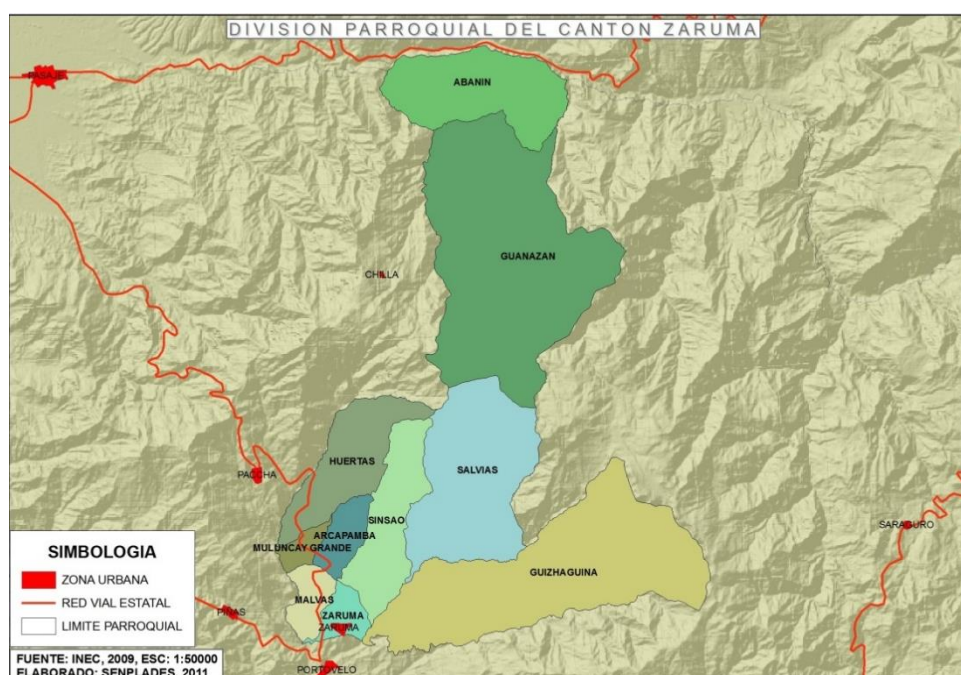 DIVISION PARROQUIAL DEL CANTON ZARUMA
PASAJE
ABANIN
GUANAZAN
CHILLA
HUERTAS
SALVIAS
PACCHA
SINSAO
ARCAPAMBA
MULUNCAY GRANDE
SARAGURO
GUIZHAGUINA
MALVAS
ZARUMA
ZARUMA
PIÑAS
PORTOVELO
SIMBOLOGIA
ZONA URBANA
RED VIAL ESTATAL
LIMITE PARROQUIAL
FUENTE: INEC, 2009, ESC: 1:50000
ELABORADO: SENPLADES, 2011